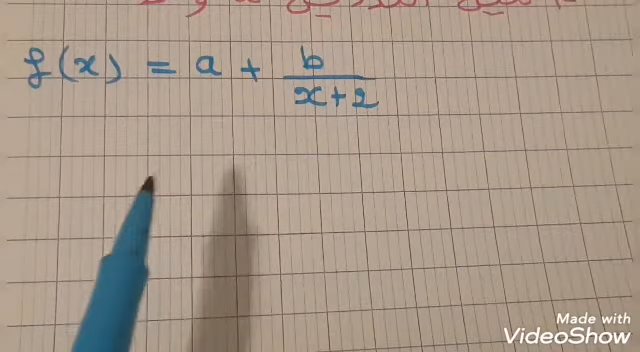 f(x) = a + b/(x+2)
Made with
VideoShow